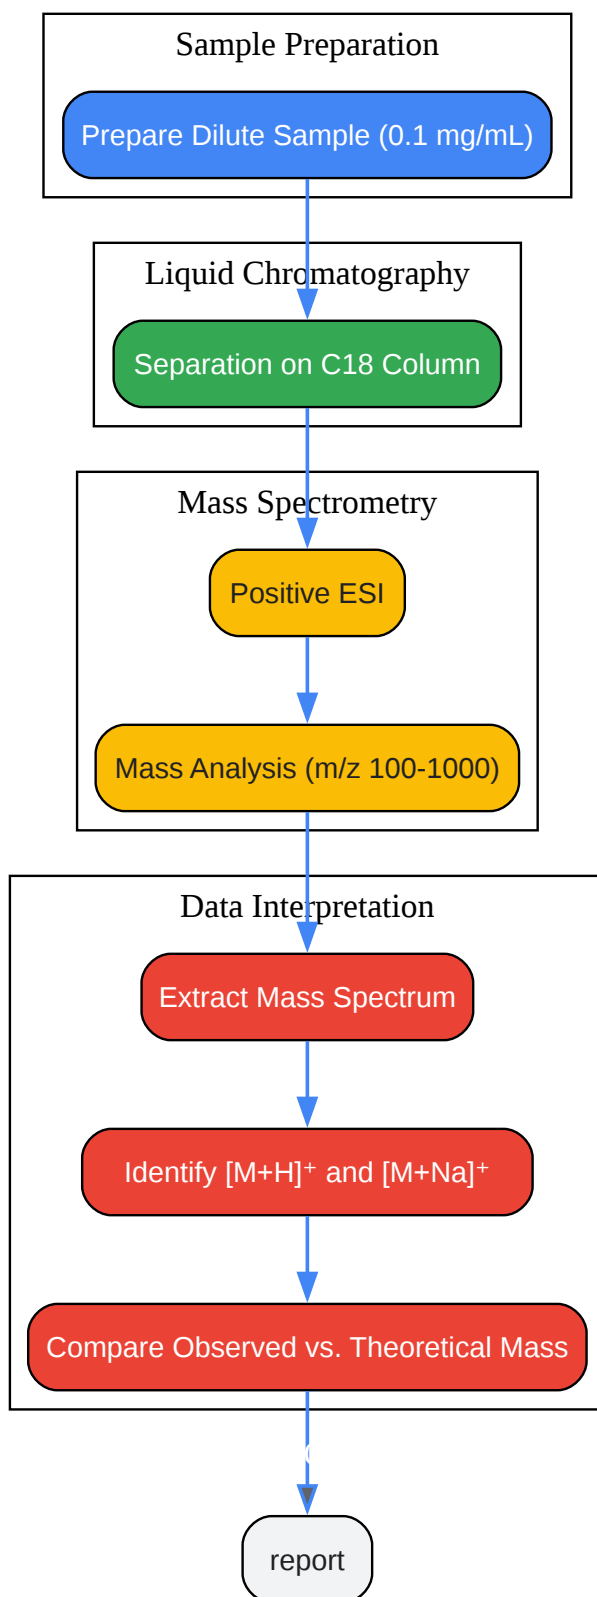 Sample Preparation
Prepare Dilute Sample (0.1 mg/mL)
Liquid Chromatography
Separation on C18 Column
Mass Spectrometry
Positive ESI
Mass Analysis (m/z 100-1000)
Data Interpretation
Extract Mass Spectrum
Identify [M+H]⁺ and [M+Na]⁺
Compare Observed vs. Theoretical Mass
report